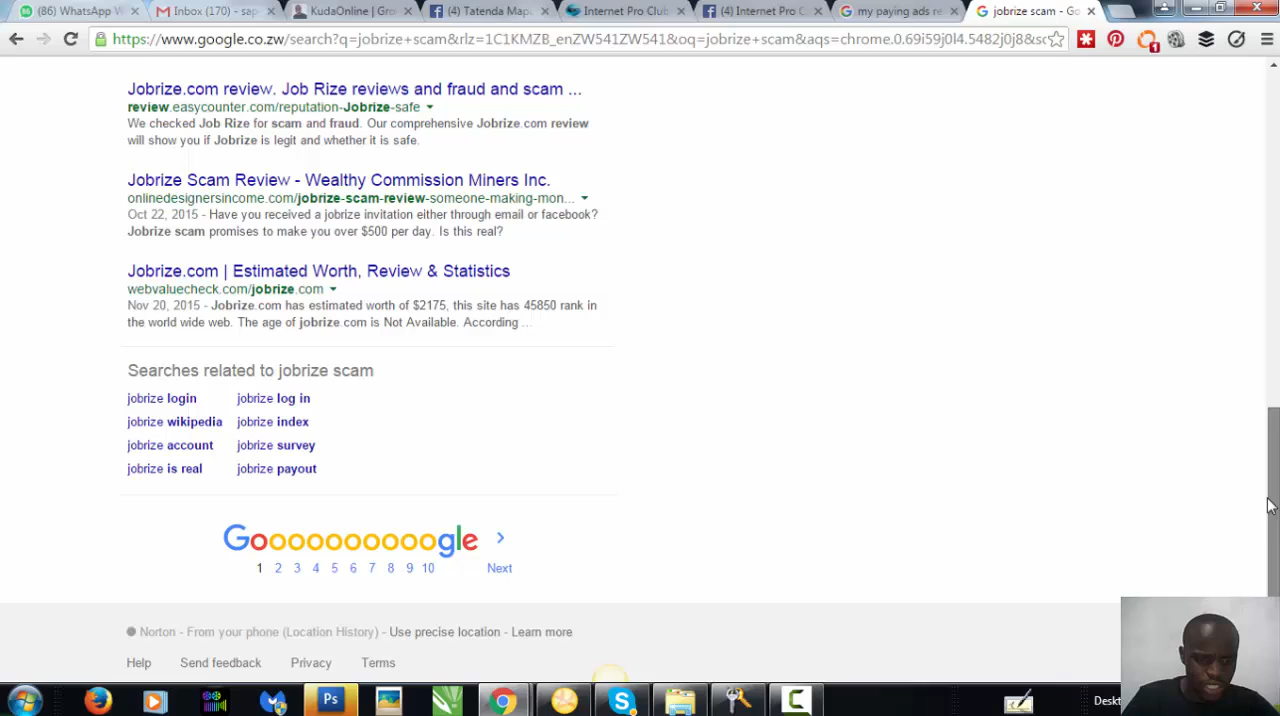 (86) WhatsApp W
Inbox (170) - sap
KudaOnline | Gro
(4) Tatenda Map
Internet Pro Club
(4) Internet Pro C
my paying ads re
jobrize scam - Go
https://www.google.co.zw/search?q=jobrize+scam&rlz=1C1KMZB_enZW541ZW541&oq=jobrize+scam&aqs=chrome.0.69i59j0l4.5482j0j8&sc
1
Jobrize.com review. Job Rize reviews and fraud and scam ...
review.easycounter.com/reputation-Jobrize-safe
We checked Job Rize for scam and fraud. Our comprehensive Jobrize.com review
will show you if Jobrize is legit and whether it is safe.
Jobrize Scam Review - Wealthy Commission Miners Inc.
onlinedesignersincome.com/jobrize-scam-review-someone-making-mon...
Oct 22, 2015 - Have you received a jobrize invitation either through email or facebook?
Jobrize scam promises to make you over $500 per day. Is this real?
Jobrize.com | Estimated Worth, Review & Statistics
webvaluecheck.com/jobrize.com
Nov 20, 2015 - Jobrize.com has estimated worth of $2175, this site has 45850 rank in
the world wide web. The age of jobrize.com is Not Available. According ...
Searches related to jobrize scam
jobrize login jobrize log in
jobrize wikipedia jobrize index
jobrize account jobrize survey
jobrize is real jobrize payout
Goooooooooogle
1 2 3 4 5 6 7 8 9 10 Next
Norton - From your phone (Location History) - Use precise location - Learn more
Help Send feedback Privacy Terms
Ps
Deskt